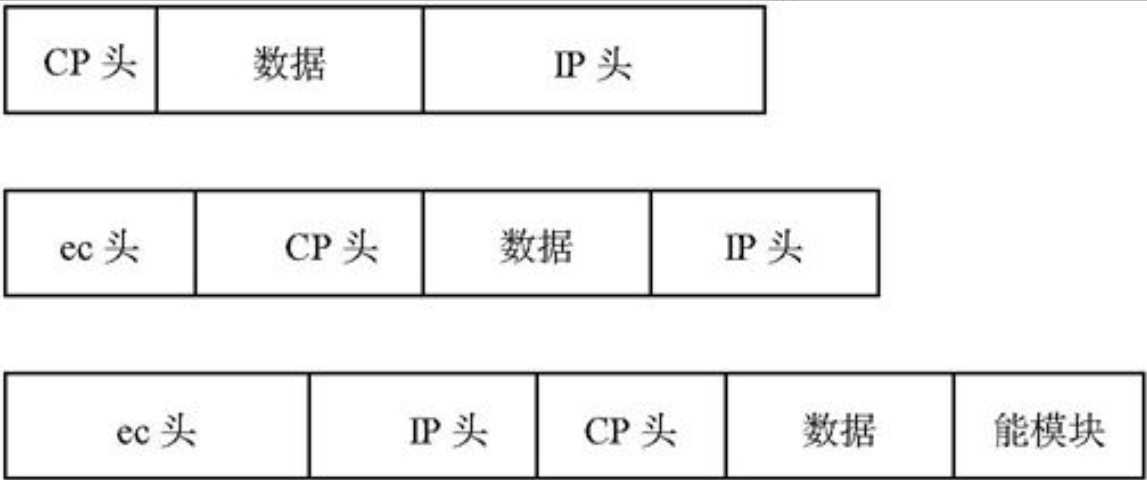 CP 头 数据 IP 头
ec 头 CP 头 数据 IP 头
ec 头 IP 头 CP 头 数据 能模块